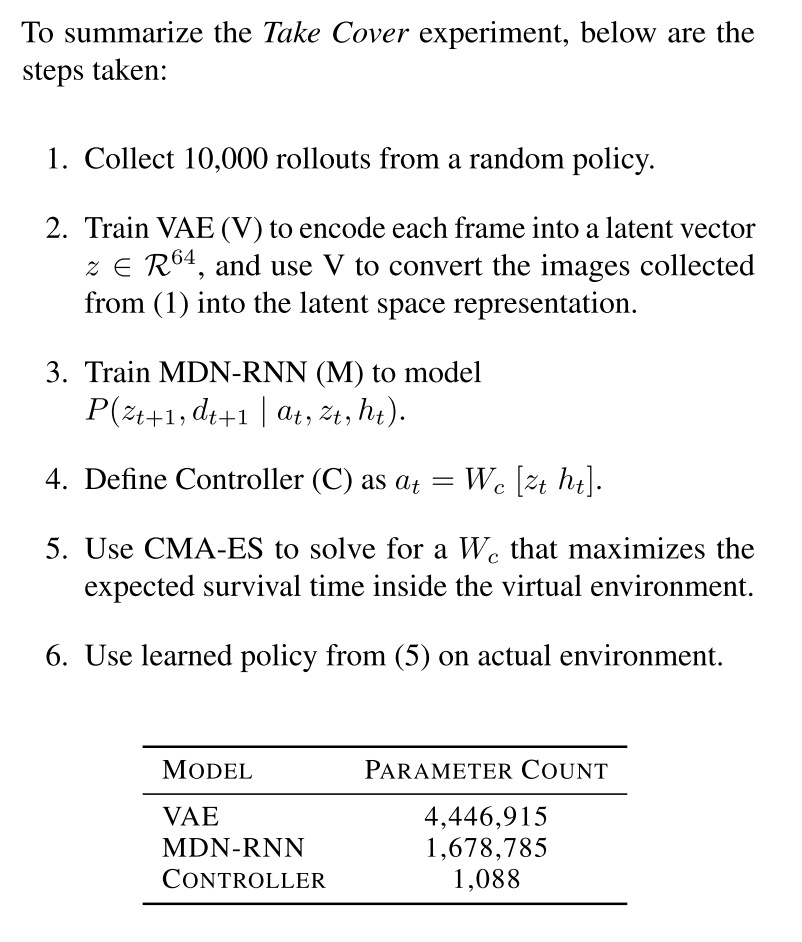 To summarize the Take Cover experiment, below are the
steps taken:
1. Collect 10,000 rollouts from a random policy.
2. Train VAE (V) to encode each frame into a latent vector
z ∈ R^64, and use V to convert the images collected
from (1) into the latent space representation.
3. Train MDN-RNN (M) to model
P(z_{t+1}, d_{t+1} | a_t, z_t, h_t).
4. Define Controller (C) as a_t = W_c [z_t h_t].
5. Use CMA-ES to solve for a W_c that maximizes the
expected survival time inside the virtual environment.
6. Use learned policy from (5) on actual environment.
MODEL PARAMETER COUNT
VAE 4,446,915
MDN-RNN 1,678,785
CONTROLLER 1,088